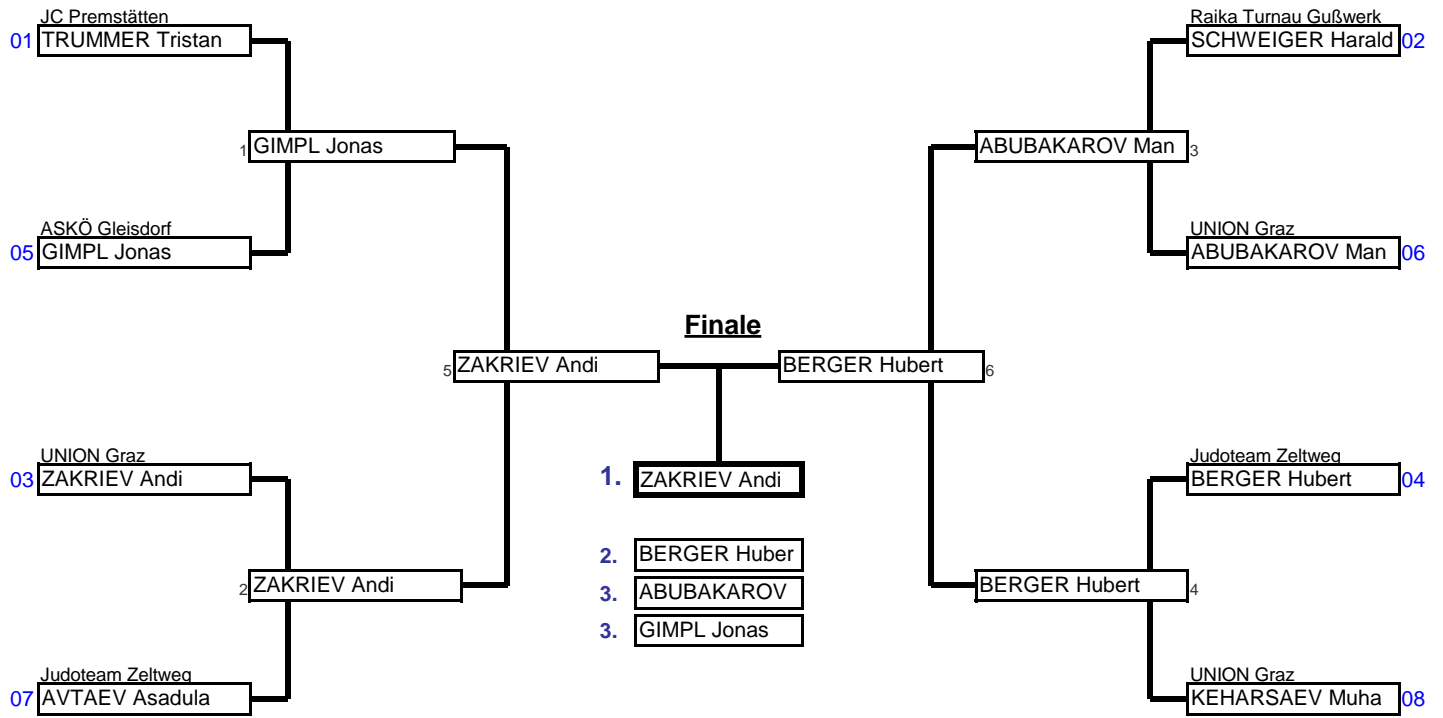 JC Premstätten
01 TRUMMER Tristan
Raika Turnau Gußwerk
SCHWEIGER Harald 02
1 GIMPL Jonas
ABUBAKAROV Man 3
ASKÖ Gleisdorf
05 GIMPL Jonas
UNION Graz
ABUBAKAROV Man 06
Finale
5 ZAKRIEV Andi
BERGER Hubert 6
UNION Graz
03 ZAKRIEV Andi
1. ZAKRIEV Andi
Judoteam Zeltweg
BERGER Hubert 04
2. BERGER Huber
3. ABUBAKAROV
3. GIMPL Jonas
2 ZAKRIEV Andi
BERGER Hubert 4
Judoteam Zeltweg
07 AVTAEV Asadula
UNION Graz
KEHARSAEV Muha 08